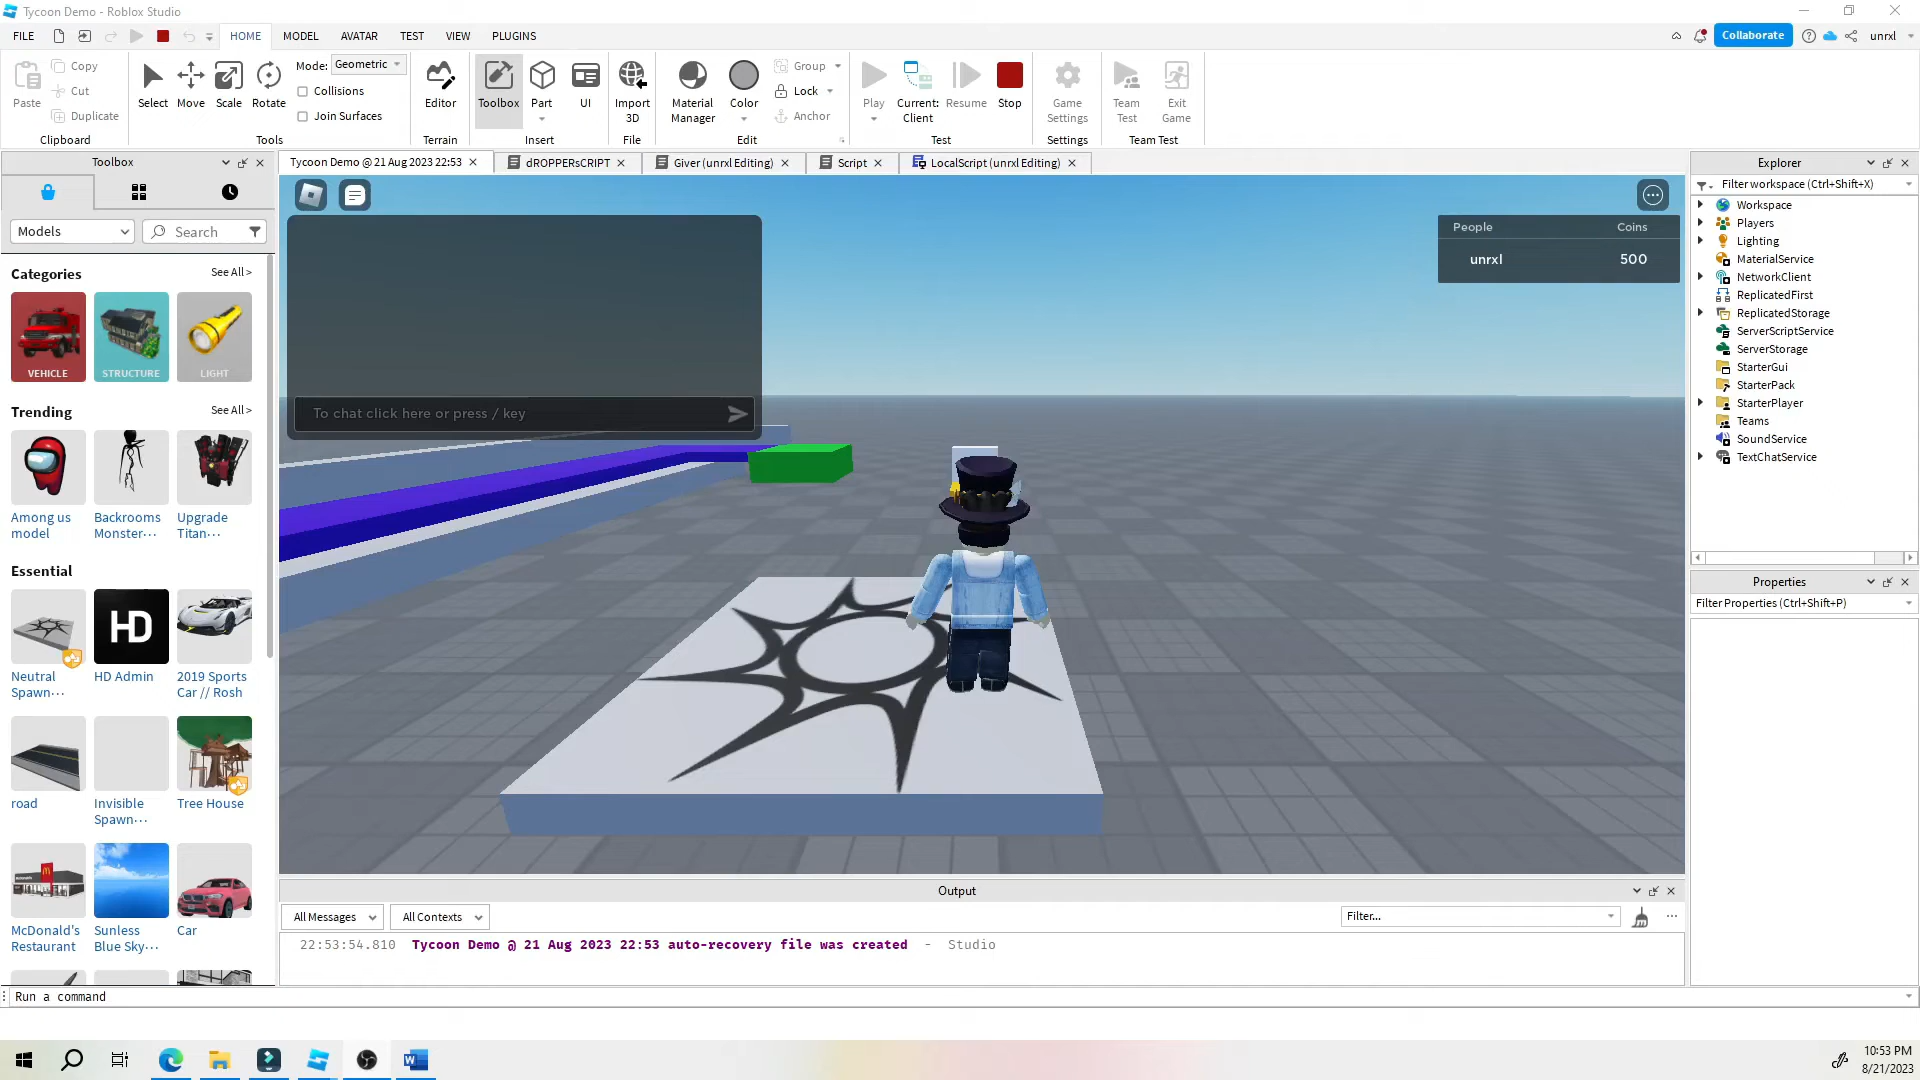 Tycoon Demo - Roblox Studio
FILE
HOME
MODEL
AVATAR
TEST
VIEW
PLUGINS
Collaborate
unrxl
Paste
Copy
Cut
Duplicate
Clipboard
Select
Move
Scale
Rotate
Mode:
Geometric
Collisions
Join Surfaces
Tools
Editor
Terrain
Toolbox
Part
UI
Insert
Import
3D
File
Material
Manager
Color
Group
Lock
Anchor
Edit
Play
Current:
Client
Resume
Stop
Test
Game
Settings
Settings
Team
Test
Exit
Game
Team Test
Toolbox
Tycoon Demo @ 21 Aug 2023 22:53
dROPPERsCRIPT
Giver (unrxl Editing)
Script
LocalScript (unrxl Editing)
Explorer
Models
Search
Categories
See All >
VEHICLE
STRUCTURE
LIGHT
Trending
See All >
Among us
model
Backrooms
Monster...
Upgrade
Titan...
Essential
HD
Neutral
Spawn...
HD Admin
2019 Sports
Car // Rosh
road
Invisible
Spawn...
Tree House
McDonald's
Restaurant
Sunless
Blue Sky...
Car
To chat click here or press / key
People
Coins
unrxl
500
Filter workspace (Ctrl+Shift+X)
Workspace
Players
Lighting
MaterialService
NetworkClient
ReplicatedFirst
ReplicatedStorage
ServerScriptService
ServerStorage
StarterGui
StarterPack
StarterPlayer
Teams
SoundService
TextChatService
Properties
Filter Properties (Ctrl+Shift+P)
Output
All Messages
All Contexts
Filter...
22:53:54.810 Tycoon Demo @ 21 Aug 2023 22:53 auto-recovery file was created - Studio
Run a command
10:53 PM
8/21/2023